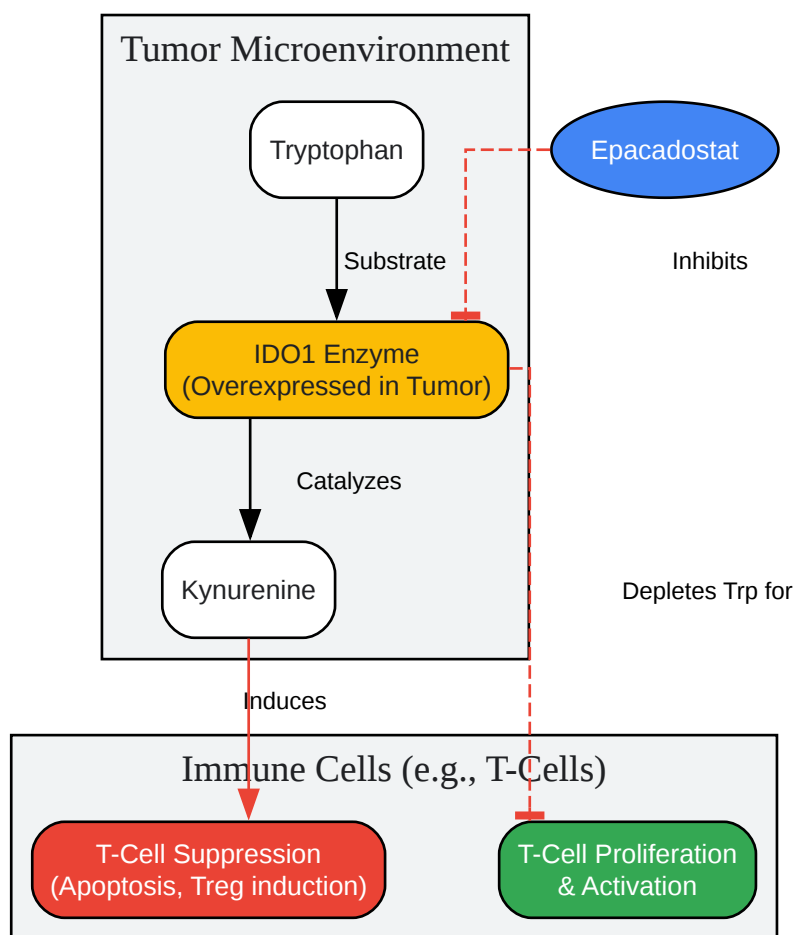 Tumor Microenvironment
Tryptophan
Epacadostat
Substrate
Inhibits
IDO1 Enzyme
(Overexpressed in Tumor)
Catalyzes
Kynurenine
Depletes Trp for
Induces
Immune Cells (e.g., T-Cells)
T-Cell Suppression
(Apoptosis, Treg induction)
T-Cell Proliferation
& Activation